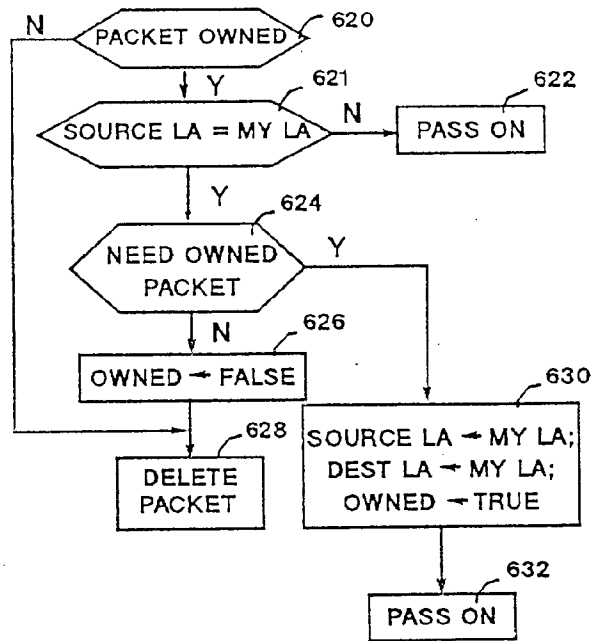 N
PACKET OWNED
620
Y
621
SOURCE LA = MY LA
N
622
PASS ON
Y
624
NEED OWNED
PACKET
Y
N
626
OWNED ← FALSE
630
SOURCE LA ← MY LA;
DEST LA ← MY LA;
OWNED ← TRUE
628
DELETE
PACKET
632
PASS ON